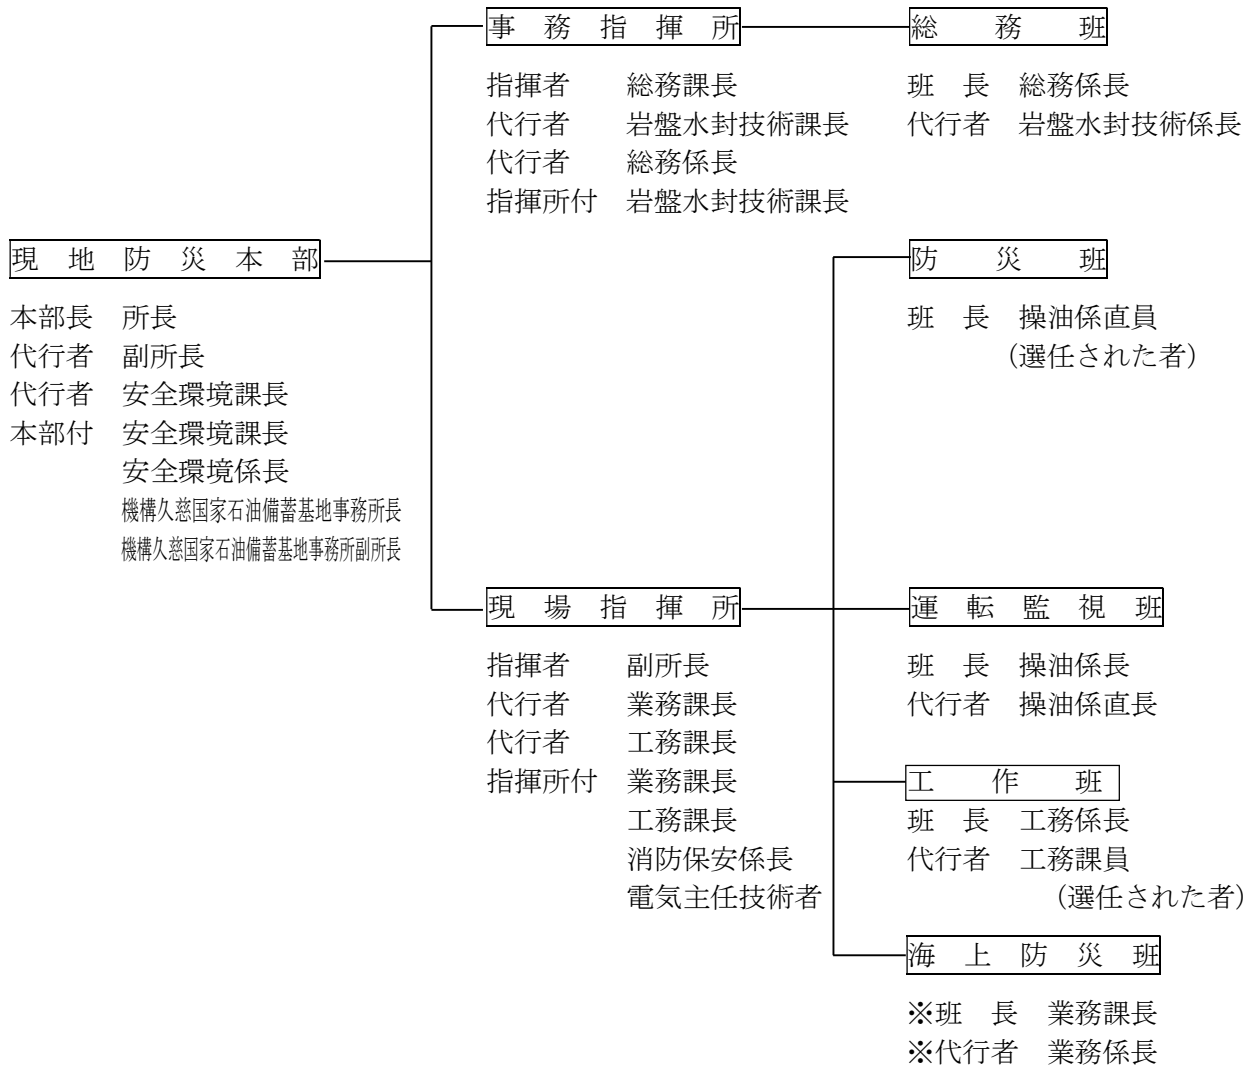 現地防災本部
本部長 所長
代行者 副所長
代行者 安全環境課長
本部付 安全環境課長
安全環境係長
機構久慈国家石油備蓄基地事務所長
機構久慈国家石油備蓄基地事務所副所長
事務指揮所
指揮者 総務課長
代行者 岩盤水封技術課長
代行者 総務係長
指揮所付 岩盤水封技術課長
総務班
班長 総務係長
代行者 岩盤水封技術係長
現場指揮所
指揮者 副所長
代行者 業務課長
代行者 工務課長
指揮所付 業務課長
工務課長
消防保安係長
電気主任技術者
防災班
班長 操油係直員
(選任された者)
運転監視班
班長 操油係長
代行者 操油係直長
工作班
班長 工務係長
代行者 工務課員
(選任された者)
海上防災班
※班長 業務課長
※代行者 業務係長